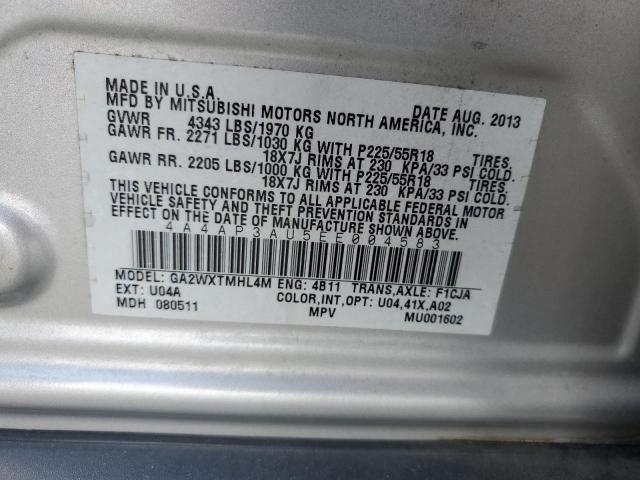 MADE IN U.S.A. DATE AUG. 2013
MFD BY MITSUBISHI MOTORS NORTH AMERICA, INC.
GVWR 4343 LBS/1970 KG
GAWR FR. 2271 LBS/1030 KG WITH P225/55R18 TIRES,
18X7J RIMS AT 230 KPA/33 PSI COLD.
GAWR RR. 2205 LBS/1000 KG WITH P225/55R18 TIRES,
18X7J RIMS AT 230 KPA/33 PSI COLD.
THIS VEHICLE CONFORMS TO ALL APPLICABLE FEDERAL MOTOR
VEHICLE SAFETY AND THEFT PREVENTION STANDARDS IN
EFFECT ON THE DATE OF MANUFACTURE SHOWN ABOVE.
4A4AP3AU5EE004583
MODEL: GA2WXTMHL4M ENG: 4B11 TRANS,AXLE: F1CJA
EXT: U04A COLOR,INT,OPT: U04,41X,A02
MDH 080511 MPV MU001602